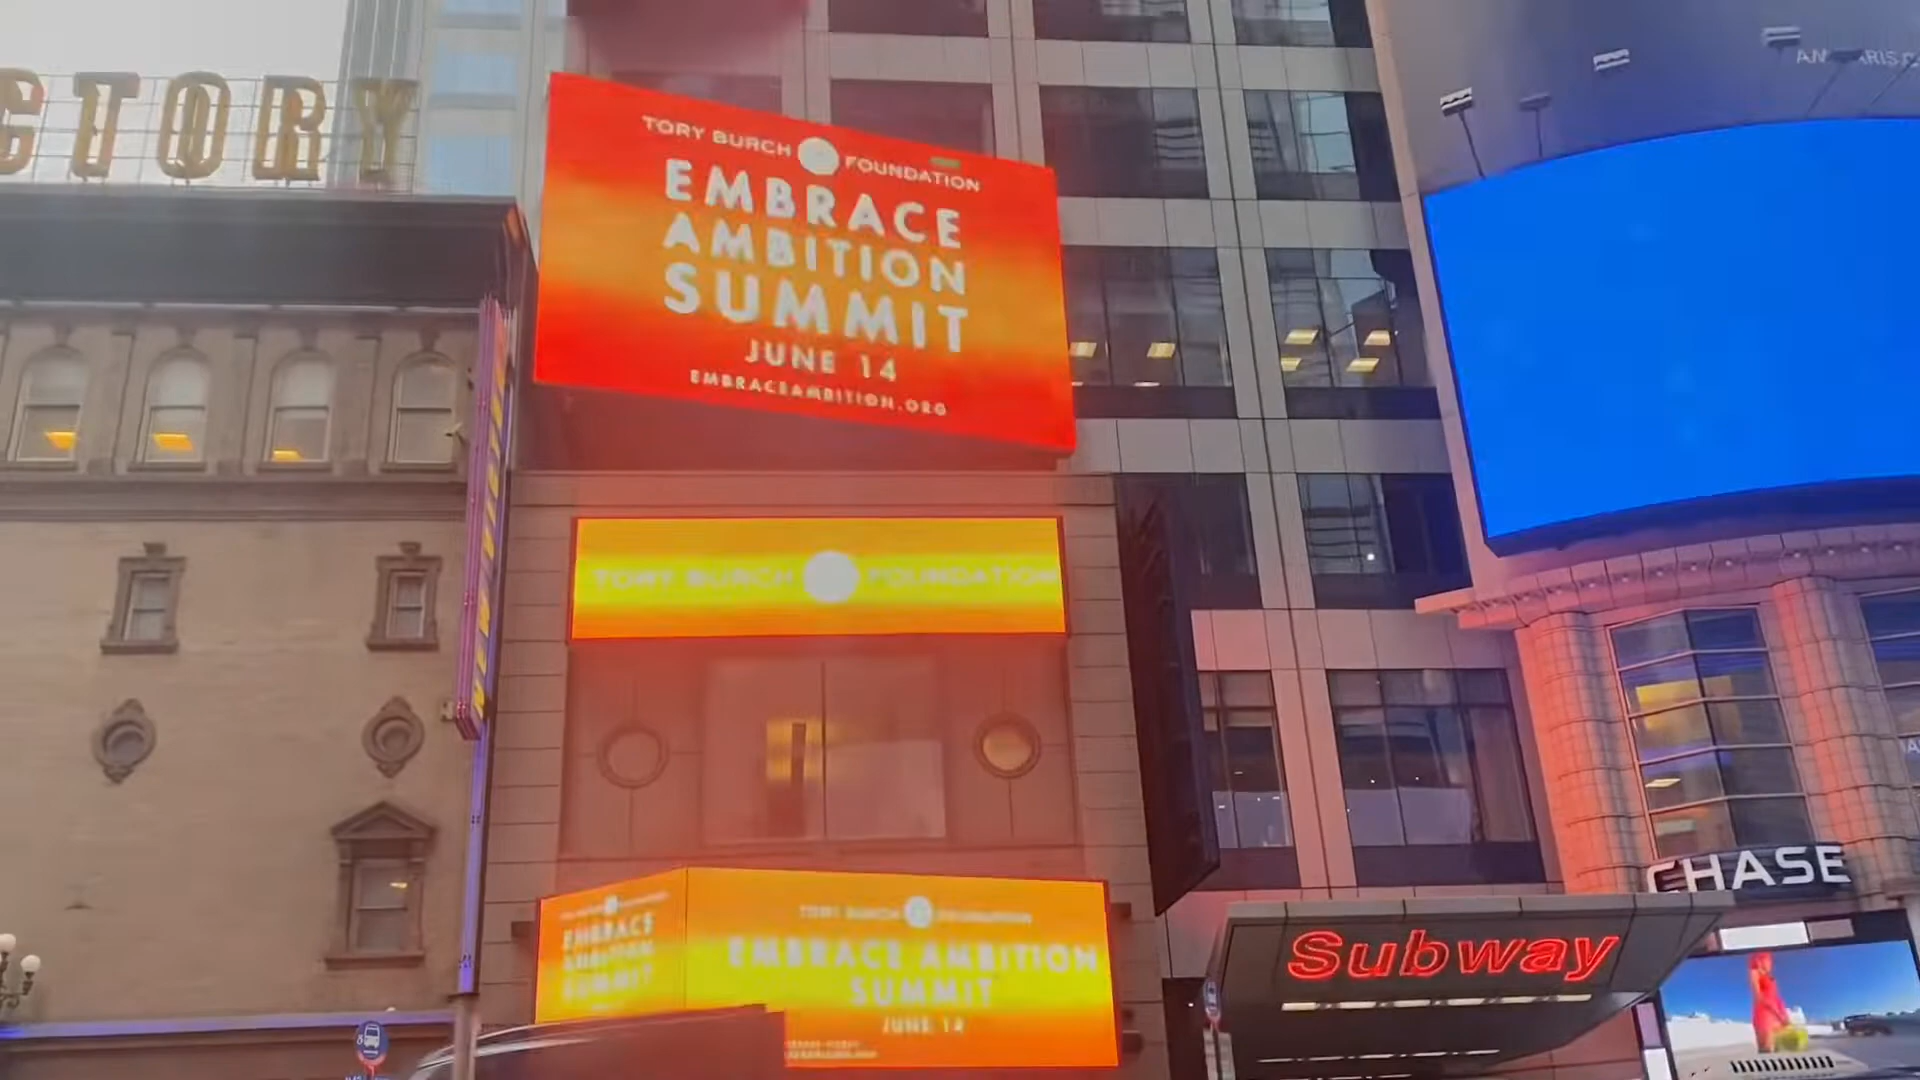 CTORY
TORY BURCH FOUNDATION
EMBRACE
AMBITION
SUMMIT
JUNE 14
EMBRACEAMBITION.ORG
TORY BURCH FOUNDATION
EMBRACE
AMBITION
SUMMIT
TORY BURCH FOUNDATION
EMBRACE AMBITION
SUMMIT
JUNE 14
CHASE
Subway